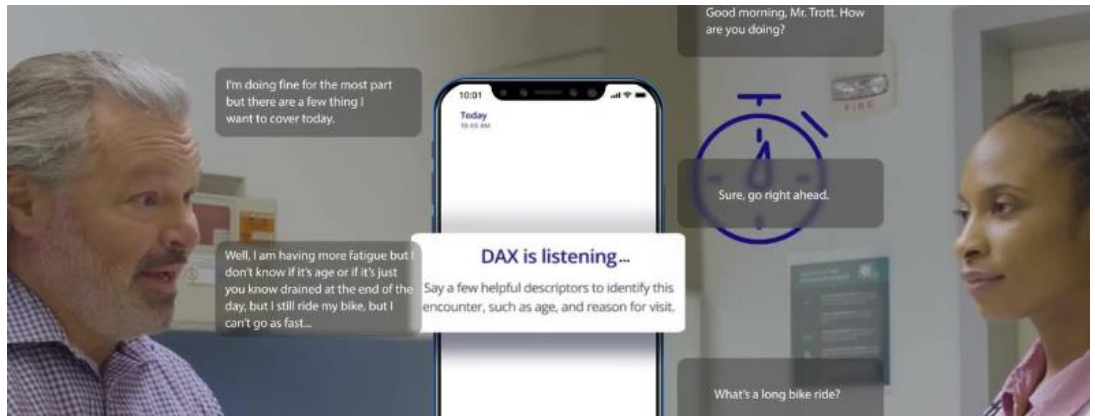 Good morning, Mr. Trott. How
are you doing?
I'm doing fine for the most part
but there are a few thing I
want to cover today.
10:01
Today
10:45 AM
FIRE
Sure, go right ahead.
Well, I am having more fatigue but I
don't know if it's age or if it's just
you know drained at the end of the
day, but I still ride my bike, but I
can't go as fast...
DAX is listening...
Say a few helpful descriptors to identify this
encounter, such as age, and reason for visit.
What's a long bike ride?